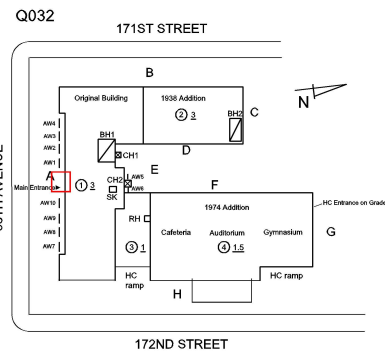 Q032
171ST STREET
B
Original Building
1938 Addition
2 3
C
BH2
N
AW4
AW3
AW2
AW1
BH1
CH1
D
E
A
Main Entrance
1 3
CH2
SK
AW5
AW6
F
AW10
AW9
AW8
AW7
RH
3 1
1974 Addition
HC Entrance on Grade
Cafeteria
Auditorium
Gymnasium
G
4 1.5
HC
ramp
HC ramp
H
AVENUE
172ND STREET